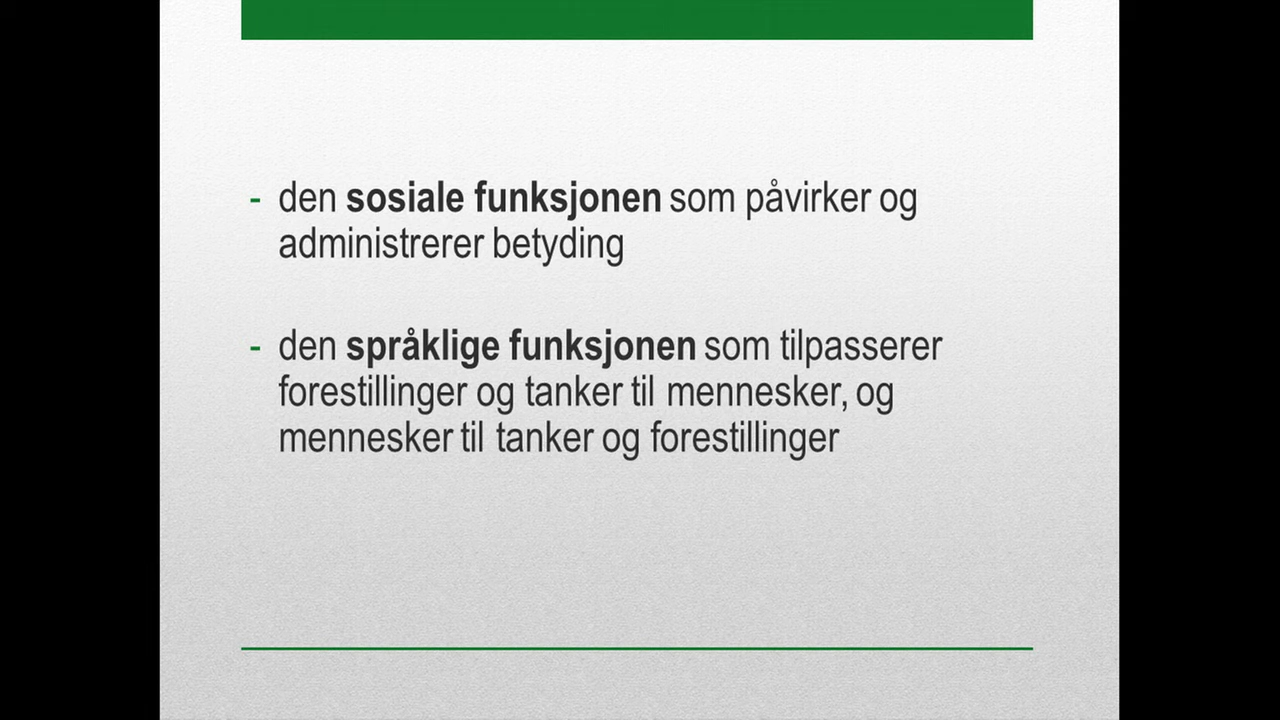 - den sosiale funksjonen som påvirker og
administrerer betyding
- den språklige funksjonen som tilpasserer
forestillinger og tanker til mennesker, og
mennesker til tanker og forestillinger